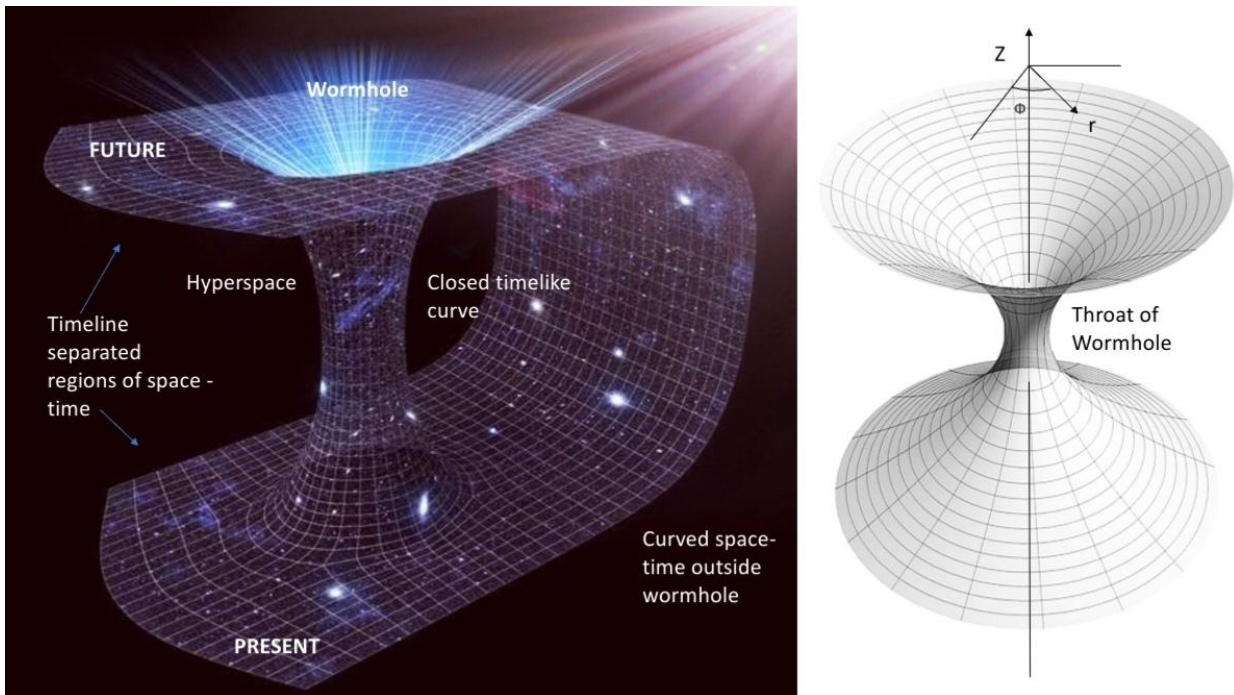 Wormhole
FUTURE
Hyperspace
Closed timelike
curve
Timeline
separated
regions of space -
time
Curved space-
time outside
wormhole
PRESENT
Z
Φ
r
Throat of
Wormhole